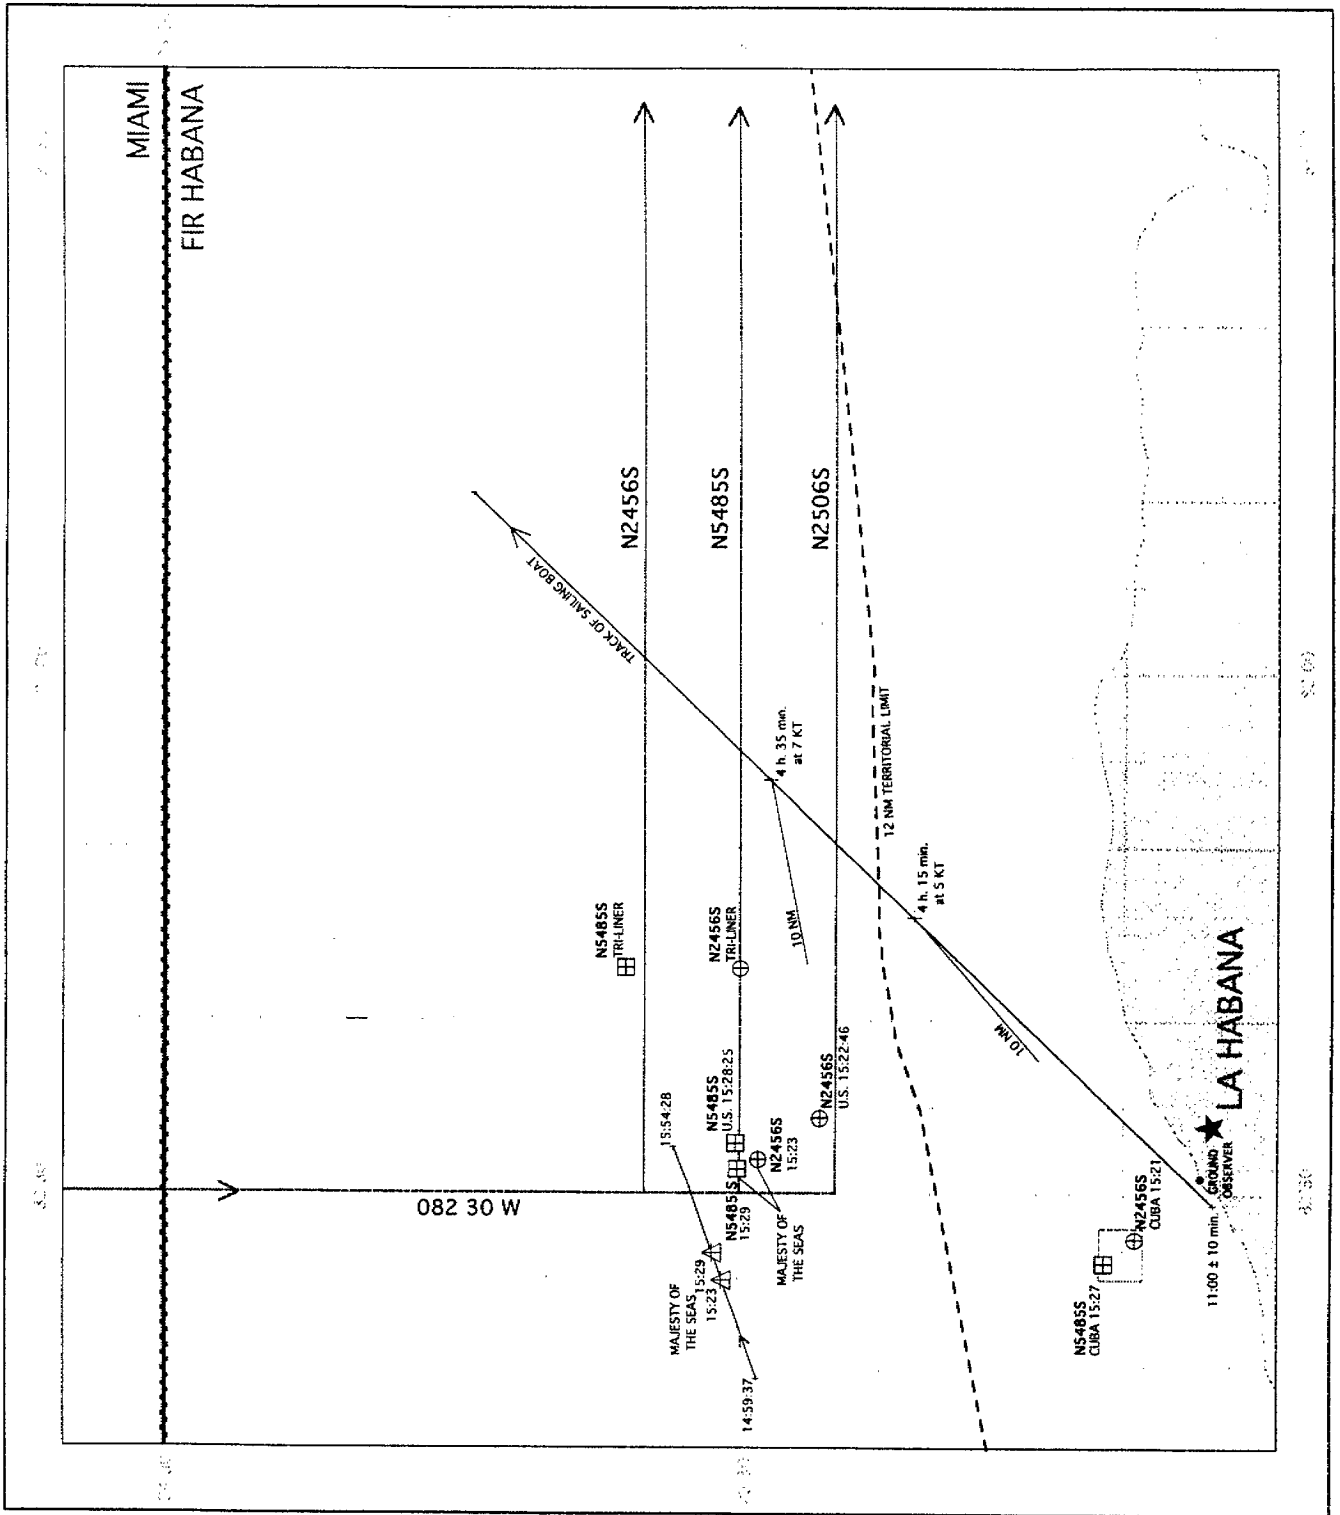 MIAMI
FIR HABANA
N2456S
N5485S
N2506S
TRACK OF SAILING BOAT
4 h. 35 min.
at 7 KT
10 NM
12 NM TERRITORIAL LIMIT
4 h. 15 min.
at 5 KT
10 NM
N5485S
TRI-LINER
N2456S
TRI-LINER
15:54:28
N5485S
U.S. 15:28:25
N2456S
15:23
N2456S
U.S. 15:22:46
082 30 W
N5485S
15:29
MAJESTY OF
THE SEAS
MAJESTY OF
THE SEAS
15:29
15:23
14:59:37
LA HABANA
GROUND
OBSERVER
N2456S
CUBA 15:21
N5485S
CUBA 15:27
11:00 ± 10 min.
82 00